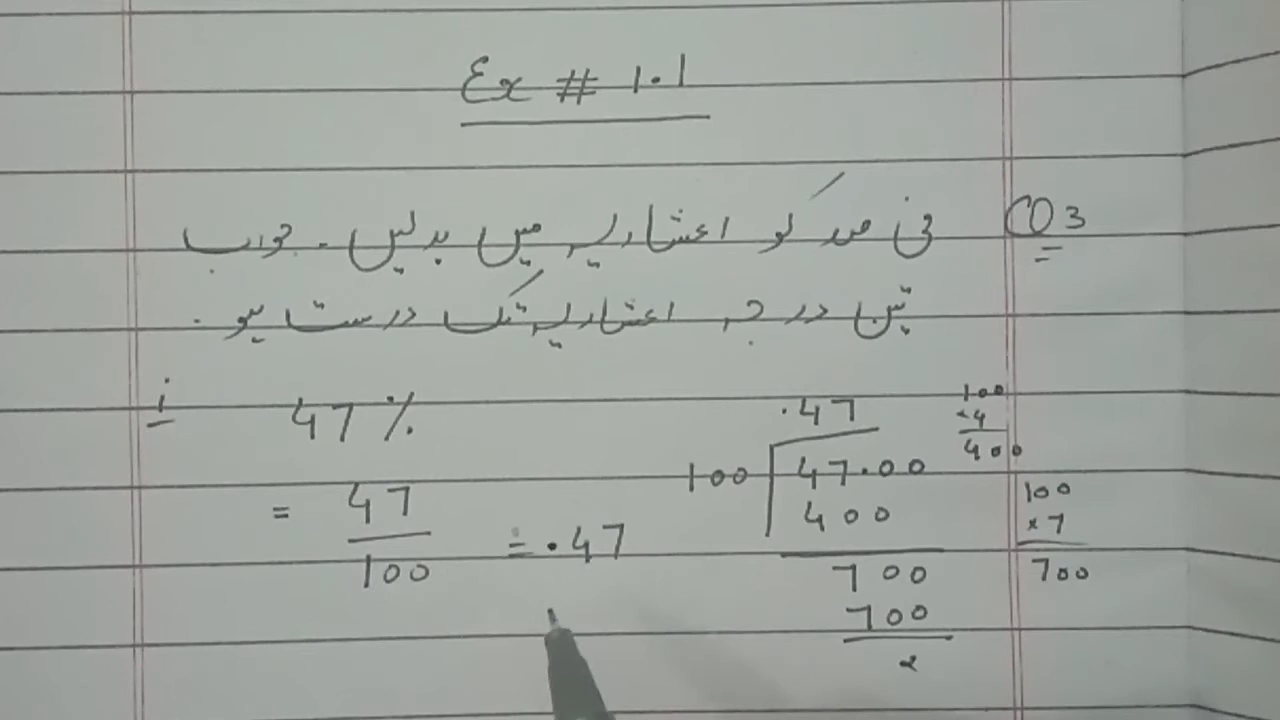 Ex # 1.1
Q3 فی صد کو اعشاریہ میں بدلیں۔ جواب
تین درجہ اعشاریہ تک درست ہو۔
i 47 %
= 47/100 = .47
.47
100 47.00
400
700
700
x
100
×4
400
100
×7
700